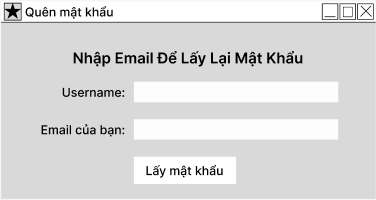 Quên mật khẩu
Nhập Email Để Lấy Lại Mật Khẩu
Username:
Email của bạn:
Lấy mật khẩu